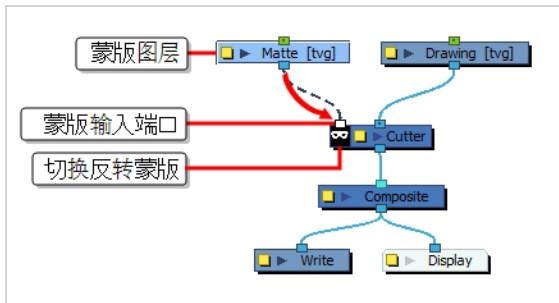 蒙版图层
Matte [tvg]
Drawing [tvg]
蒙版输入端口
Cutter
切换反转蒙版
Composite
Write
Display